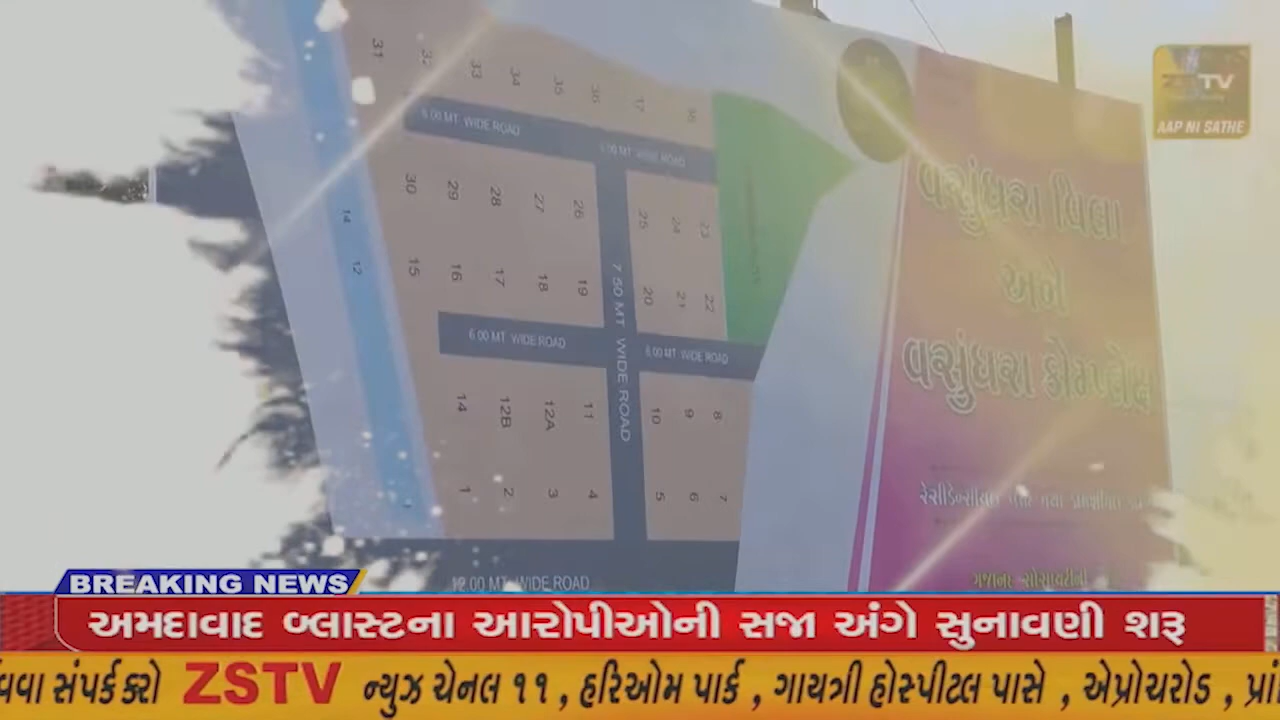 ZSTV
AAP NI SATHE
31 32 33 34 35 36 17 18
6.00 MT. WIDE ROAD
6.00 MT. WIDE ROAD
30 29 28 27 26 25 24 23
14
12
15 16 17 18 19 20 21 22
7.50 MT. WIDE ROAD
6.00 MT. WIDE ROAD
6.00 MT. WIDE ROAD
14 12B 12A 11 10 9 8
1 2 3 4 5 6 7
12.00 MT. WIDE ROAD
વસુંધરા વિલા
અને
વસુંધરા કોમ્પલેક્ષ
BREAKING NEWS
અમદાવાદ બ્લાસ્ટના આરોપીઓની સજા અંગે સુનાવણી શરૂ
સંપર્ક કરો ZSTV ન્યુઝ ચેનલ ૧૧ , હરિઓમ પાર્ક , ગાયત્રી હોસ્પીટલ પાસે , એપ્રોચરોડ ,